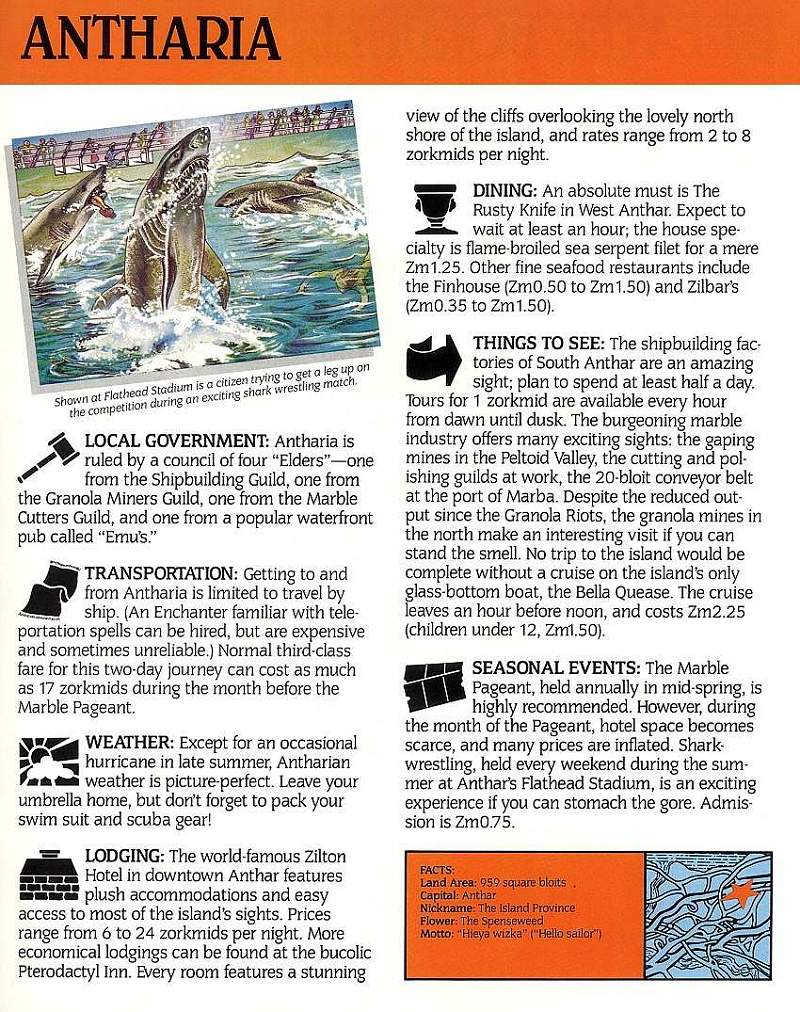 ANTHARIA
Shown at Flathead Stadium is a citizen trying to get a leg up on
the competition during an exciting shark wrestling match.
LOCAL GOVERNMENT: Antharia is
ruled by a council of four “Elders”—one
from the Shipbuilding Guild, one from
the Granola Miners Guild, one from the Marble
Cutters Guild, and one from a popular waterfront
pub called “Emu’s.”
TRANSPORTATION: Getting to and
from Antharia is limited to travel by
ship. (An Enchanter familiar with tele-
portation spells can be hired, but are expensive
and sometimes unreliable.) Normal third-class
fare for this two-day journey can cost as much
as 17 zorkmids during the month before the
Marble Pageant.
WEATHER: Except for an occasional
hurricane in late summer, Antharian
weather is picture-perfect. Leave your
umbrella home, but don’t forget to pack your
swim suit and scuba gear!
LODGING: The world-famous Zilton
Hotel in downtown Anthar features
plush accommodations and easy
access to most of the island’s sights. Prices
range from 6 to 24 zorkmids per night. More
economical lodgings can be found at the bucolic
Pterodactyl Inn. Every room features a stunning
view of the cliffs overlooking the lovely north
shore of the island, and rates range from 2 to 8
zorkmids per night.
DINING: An absolute must is The
Rusty Knife in West Anthar. Expect to
wait at least an hour; the house spe-
cialty is flame-broiled sea serpent filet for a mere
Zm1.25. Other fine seafood restaurants include
the Finhouse (Zm0.50 to Zm1.50) and Zilbar’s
(Zm0.35 to Zm1.50).
THINGS TO SEE: The shipbuilding fac-
tories of South Anthar are an amazing
sight; plan to spend at least half a day.
Tours for 1 zorkmid are available every hour
from dawn until dusk. The burgeoning marble
industry offers many exciting sights: the gaping
mines in the Peltoid Valley, the cutting and pol-
ishing guilds at work, the 20-bloit conveyor belt
at the port of Marba. Despite the reduced out-
put since the Granola Riots, the granola mines in
the north make an interesting visit if you can
stand the smell. No trip to the island would be
complete without a cruise on the island’s only
glass-bottom boat, the Bella Quease. The cruise
leaves an hour before noon, and costs Zm2.25
(children under 12, Zm1.50).
SEASONAL EVENTS: The Marble
Pageant, held annually in mid-spring, is
highly recommended. However, during
the month of the Pageant, hotel space becomes
scarce, and many prices are inflated. Shark-
wrestling, held every weekend during the sum-
mer at Anthar’s Flathead Stadium, is an exciting
experience if you can stomach the gore. Admis-
sion is Zm0.75.
FACTS:
Land Area: 959 square bloits
Capital: Anthar
Nickname: The Island Province
Flower: The Spenseweed
Motto: “Hieya wizka” (“Hello sailor”)